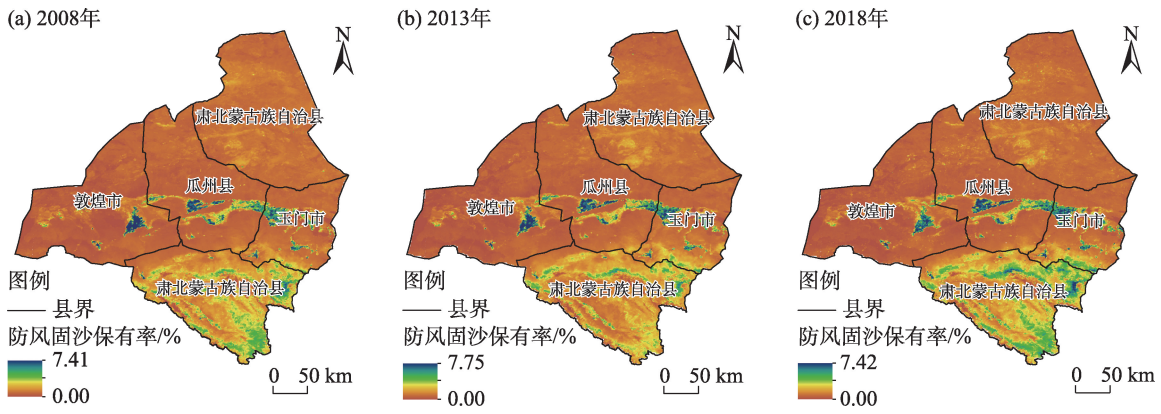 (a) 2008年
N
肃北蒙古族自治县
瓜州县
敦煌市
玉门市
肃北蒙古族自治县
图例
县界
防风固沙保有率/%
7.41
0.00
0 50 km
(b) 2013年
N
肃北蒙古族自治县
瓜州县
敦煌市
玉门市
肃北蒙古族自治县
图例
县界
防风固沙保有率/%
7.75
0.00
0 50 km
(c) 2018年
N
肃北蒙古族自治县
瓜州县
敦煌市
玉门市
肃北蒙古族自治县
图例
县界
防风固沙保有率/%
7.42
0.00
0 50 km